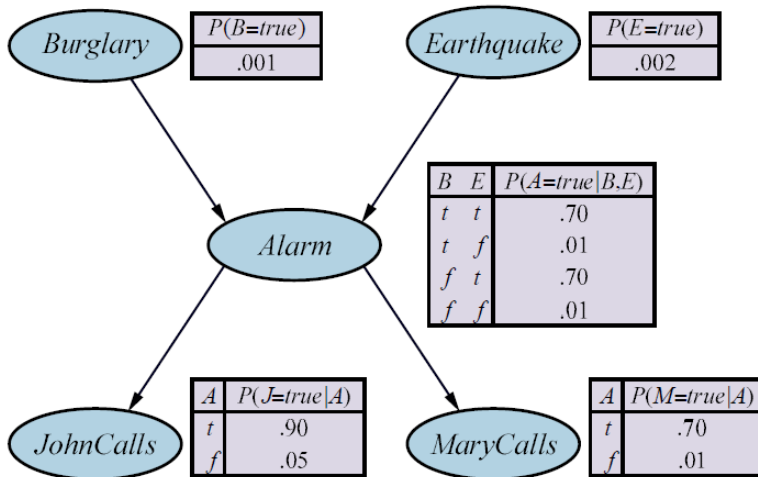 Burglary
P(B=true)
.001
Earthquake
P(E=true)
.002
B E P(A=true|B,E)
t t .70
t f .01
f t .70
f f .01
Alarm
A P(J=true|A)
t .90
f .05
JohnCalls
A P(M=true|A)
t .70
f .01
MaryCalls